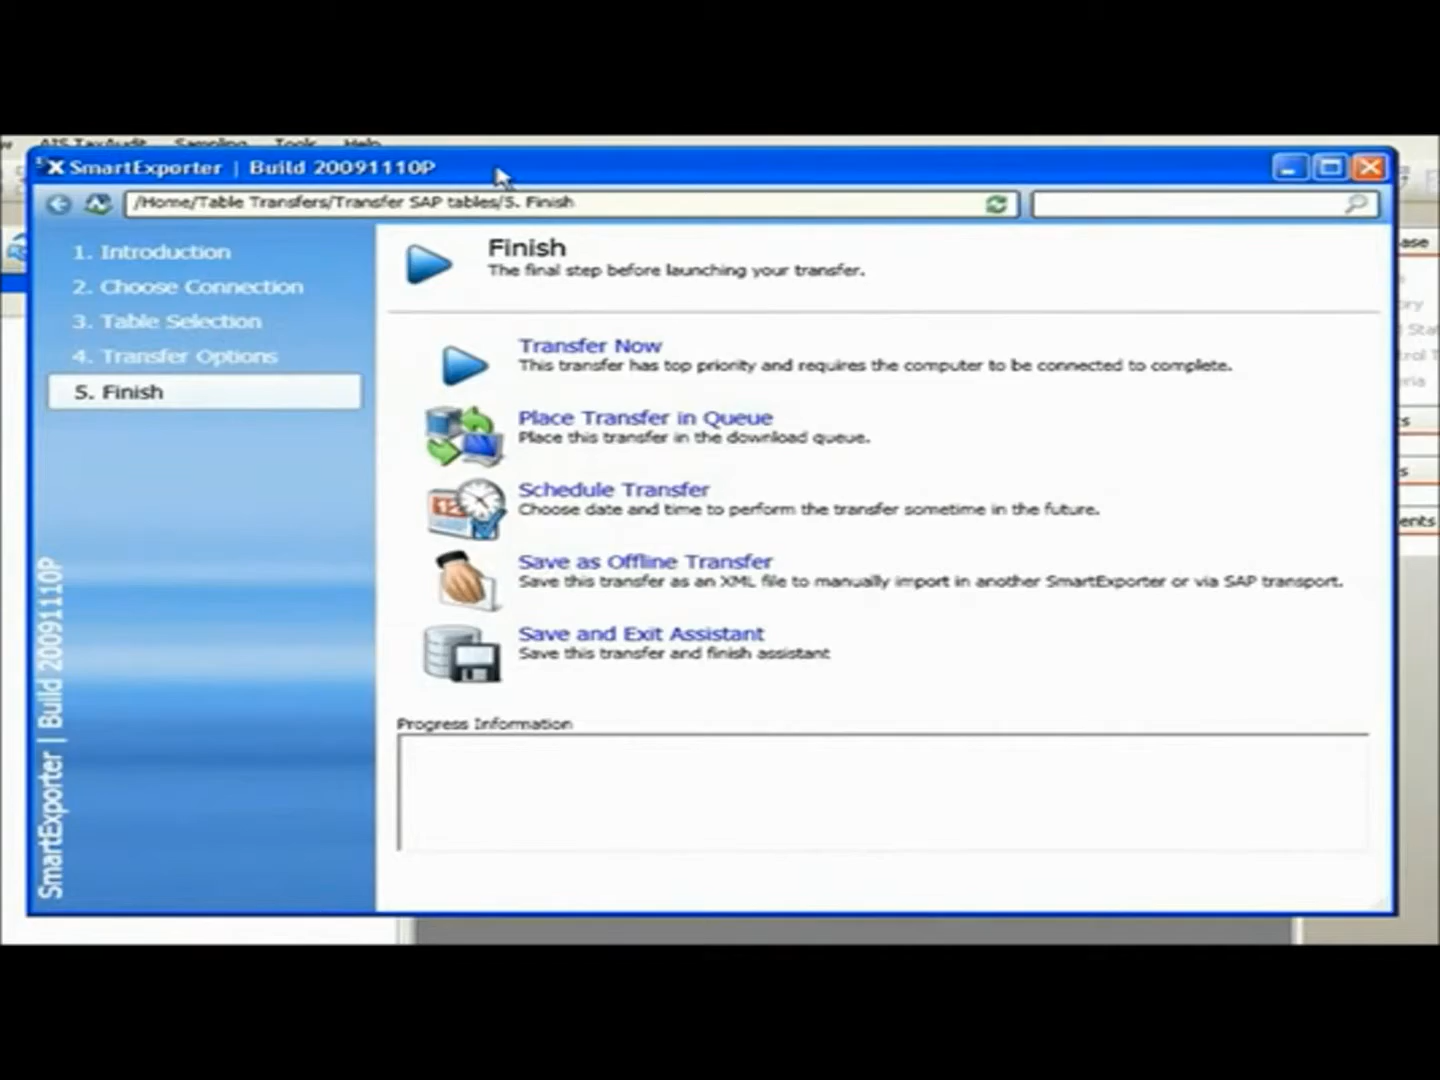 AIS TaxAudit Sampling Tools Help
SmartExporter | Build 20091110P
/Home/Table Transfers/Transfer SAP tables/5. Finish
1. Introduction
2. Choose Connection
3. Table Selection
4. Transfer Options
5. Finish
SmartExporter | Build 20091110P
Finish
The final step before launching your transfer.
Transfer Now
This transfer has top priority and requires the computer to be connected to complete.
Place Transfer in Queue
Place this transfer in the download queue.
Schedule Transfer
Choose date and time to perform the transfer sometime in the future.
Save as Offline Transfer
Save this transfer as an XML file to manually import in another SmartExporter or via SAP transport.
Save and Exit Assistant
Save this transfer and finish assistant
Progress Information